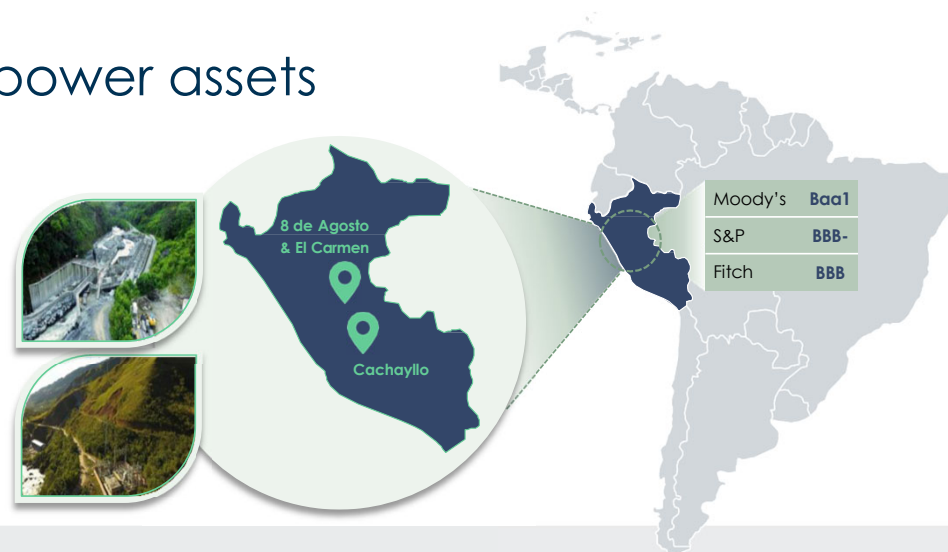 power assets
8 de Agosto
& El Carmen
Cachayllo
Moody's Baa1
S&P BBB-
Fitch BBB